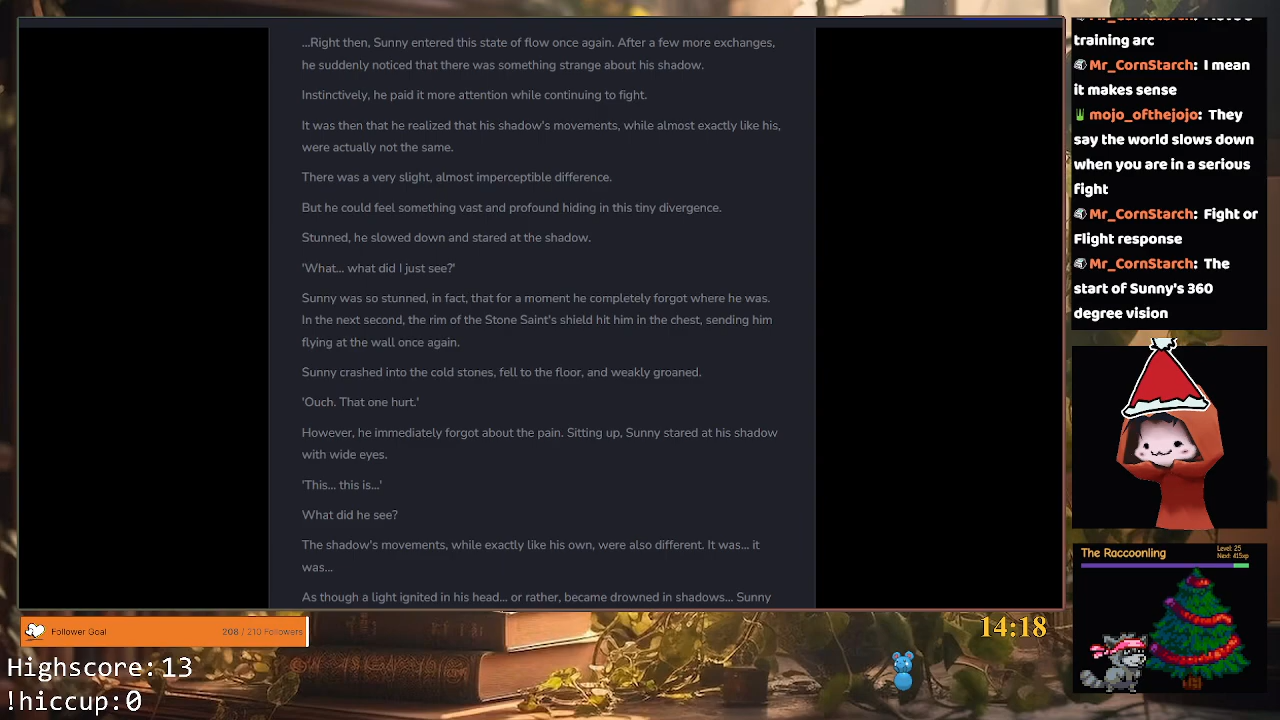 ...Right then, Sunny entered this state of flow once again. After a few more exchanges,
he suddenly noticed that there was something strange about his shadow.
Instinctively, he paid it more attention while continuing to fight.
It was then that he realized that his shadow's movements, while almost exactly like his,
were actually not the same.
There was a very slight, almost imperceptible difference.
But he could feel something vast and profound hiding in this tiny divergence.
Stunned, he slowed down and stared at the shadow.
'What... what did I just see?'
Sunny was so stunned, in fact, that for a moment he completely forgot where he was.
In the next second, the rim of the Stone Saint's shield hit him in the chest, sending him
flying at the wall once again.
Sunny crashed into the cold stones, fell to the floor, and weakly groaned.
'Ouch. That one hurt.'
However, he immediately forgot about the pain. Sitting up, Sunny stared at his shadow
with wide eyes.
'This... this is...'
What did he see?
The shadow's movements, while exactly like his own, were also different. It was... it
was...
As though a light ignited in his head... or rather, became drowned in shadows... Sunny
training arc
Mr_CornStarch: I mean
it makes sense
mojo_ofthejojo: They
say the world slows down
when you are in a serious
fight
Mr_CornStarch: Fight or
Flight response
Mr_CornStarch: The
start of Sunny's 360
degree vision
The Raccoonling
Level: 25
Next: 415xp
Follower Goal
208 / 210 Followers
14:18
Highscore:13
!hiccup:0